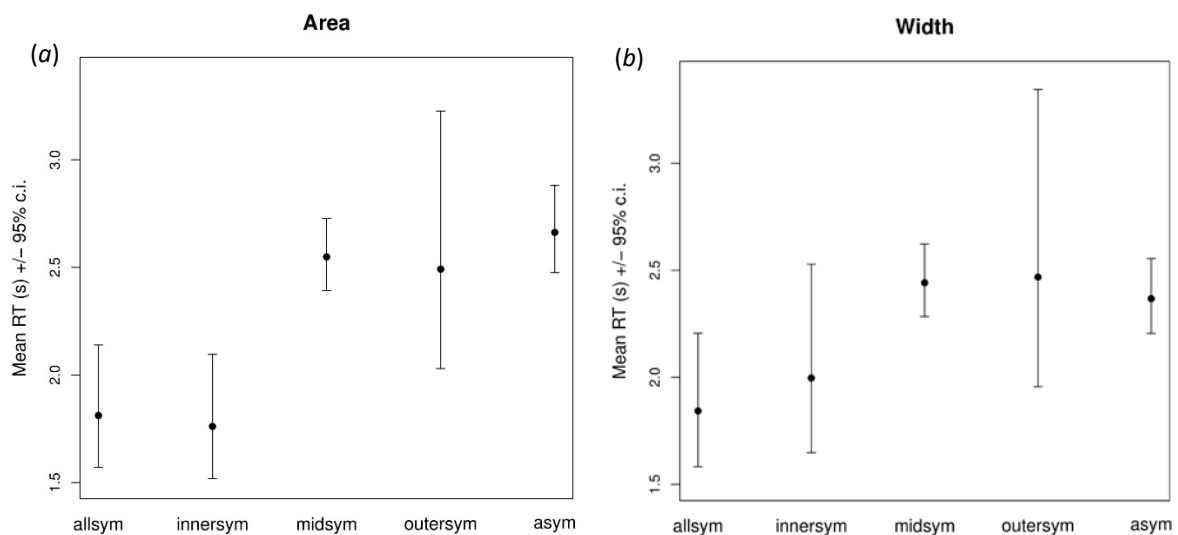 Area
(a)
Mean RT (s) +/− 95% c.i.
3.0
2.5
2.0
1.5
allsym innersym midsym outersym asym
Width
(b)
Mean RT (s) +/− 95% c.i.
3.0
2.5
2.0
1.5
allsym innersym midsym outersym asym